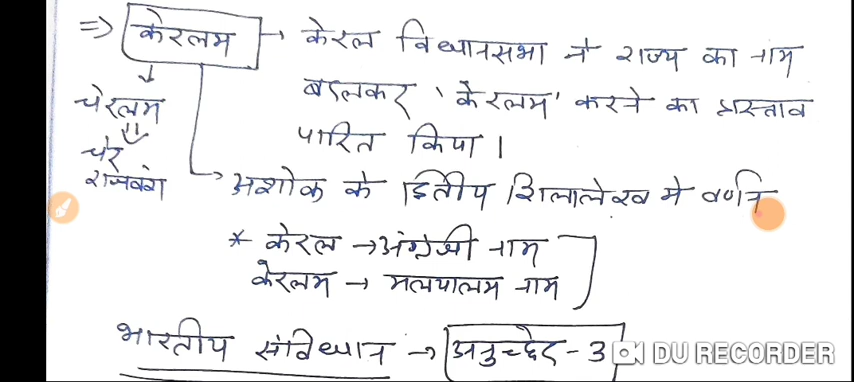 ⇒ केरलम → केरल विधानसभा ने राज्य का नाम
बदलकर 'केरलम' करने का प्रस्ताव
पारित किया।
↓
चेरलम
⇓
चेर
राजवंश
→ अशोक के द्वितीय शिलालेख मे वर्णित
* केरल → अंग्रेजी नाम
केरलम → मलयालम नाम
भारतीय संविधान → अनुच्छेद - 3
DU RECORDER